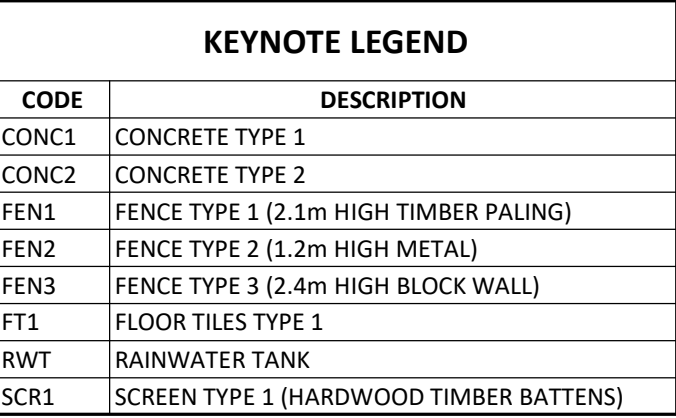 KEYNOTE LEGEND
CODE DESCRIPTION
CONC1 CONCRETE TYPE 1
CONC2 CONCRETE TYPE 2
FEN1 FENCE TYPE 1 (2.1m HIGH TIMBER PALING)
FEN2 FENCE TYPE 2 (1.2m HIGH METAL)
FEN3 FENCE TYPE 3 (2.4m HIGH BLOCK WALL)
FT1 FLOOR TILES TYPE 1
RWT RAINWATER TANK
SCR1 SCREEN TYPE 1 (HARDWOOD TIMBER BATTENS)